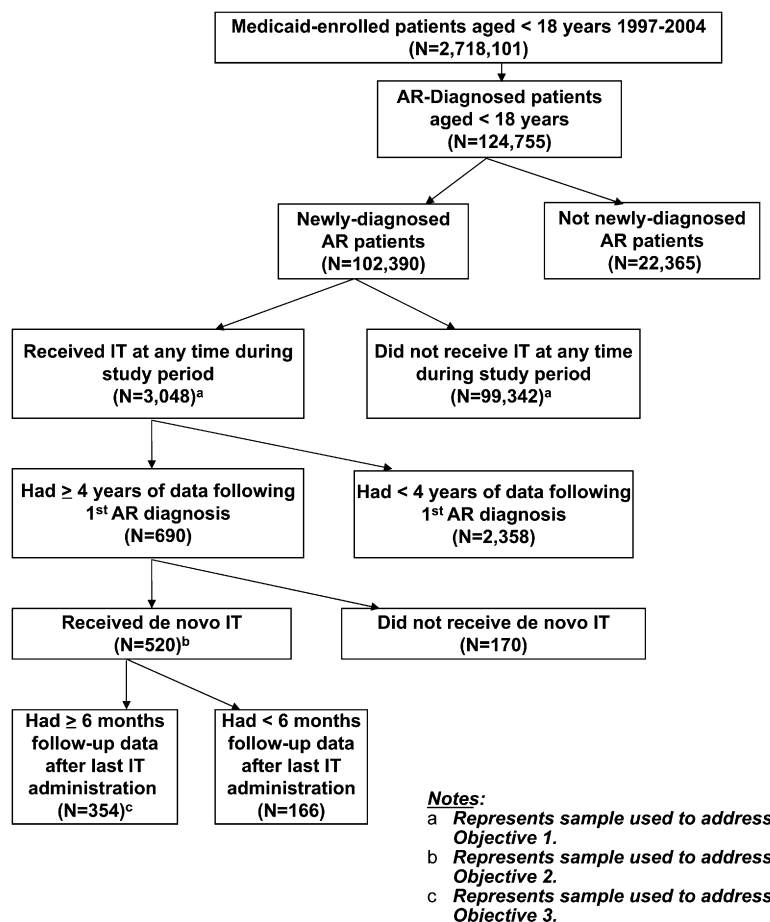 Medicaid-enrolled patients aged < 18 years 1997-2004
(N=2,718,101)
AR-Diagnosed patients
aged < 18 years
(N=124,755)
Newly-diagnosed
AR patients
(N=102,390)
Not newly-diagnosed
AR patients
(N=22,365)
Received IT at any time during
study period
(N=3,048)a
Did not receive IT at any time
during study period
(N=99,342)a
Had ≥ 4 years of data following
1st AR diagnosis
(N=690)
Had < 4 years of data following
1st AR diagnosis
(N=2,358)
Received de novo IT
(N=520)b
Did not receive de novo IT
(N=170)
Had ≥ 6 months
follow-up data
after last IT
administration
(N=354)c
Had < 6 months
follow-up data
after last IT
administration
(N=166)
Notes:
a Represents sample used to address
Objective 1.
b Represents sample used to address
Objective 2.
c Represents sample used to address
Objective 3.